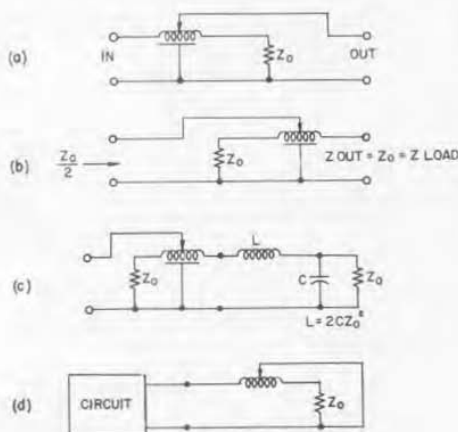 (a)
IN
Z₀
OUT
(b)
Z₀/2
Z₀
Z OUT = Z₀ = Z LOAD
(c)
Z₀
L
C
Z₀
L = 2CZ₀²
(d)
CIRCUIT
Z₀